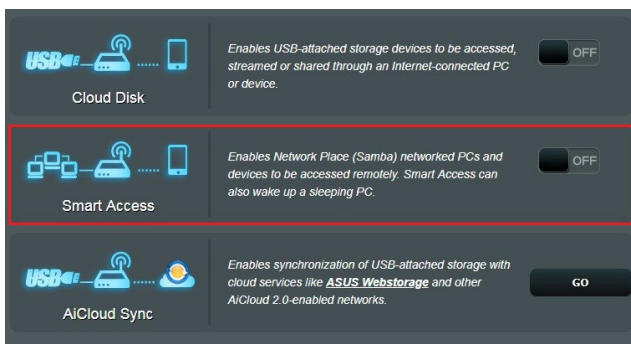 USB
Cloud Disk
Enables USB-attached storage devices to be accessed,
streamed or shared through an Internet-connected PC
or device.
OFF
Smart Access
Enables Network Place (Samba) networked PCs and
devices to be accessed remotely. Smart Access can
also wake up a sleeping PC.
OFF
USB
AiCloud Sync
Enables synchronization of USB-attached storage with
cloud services like ASUS Webstorage and other
AiCloud 2.0-enabled networks.
GO